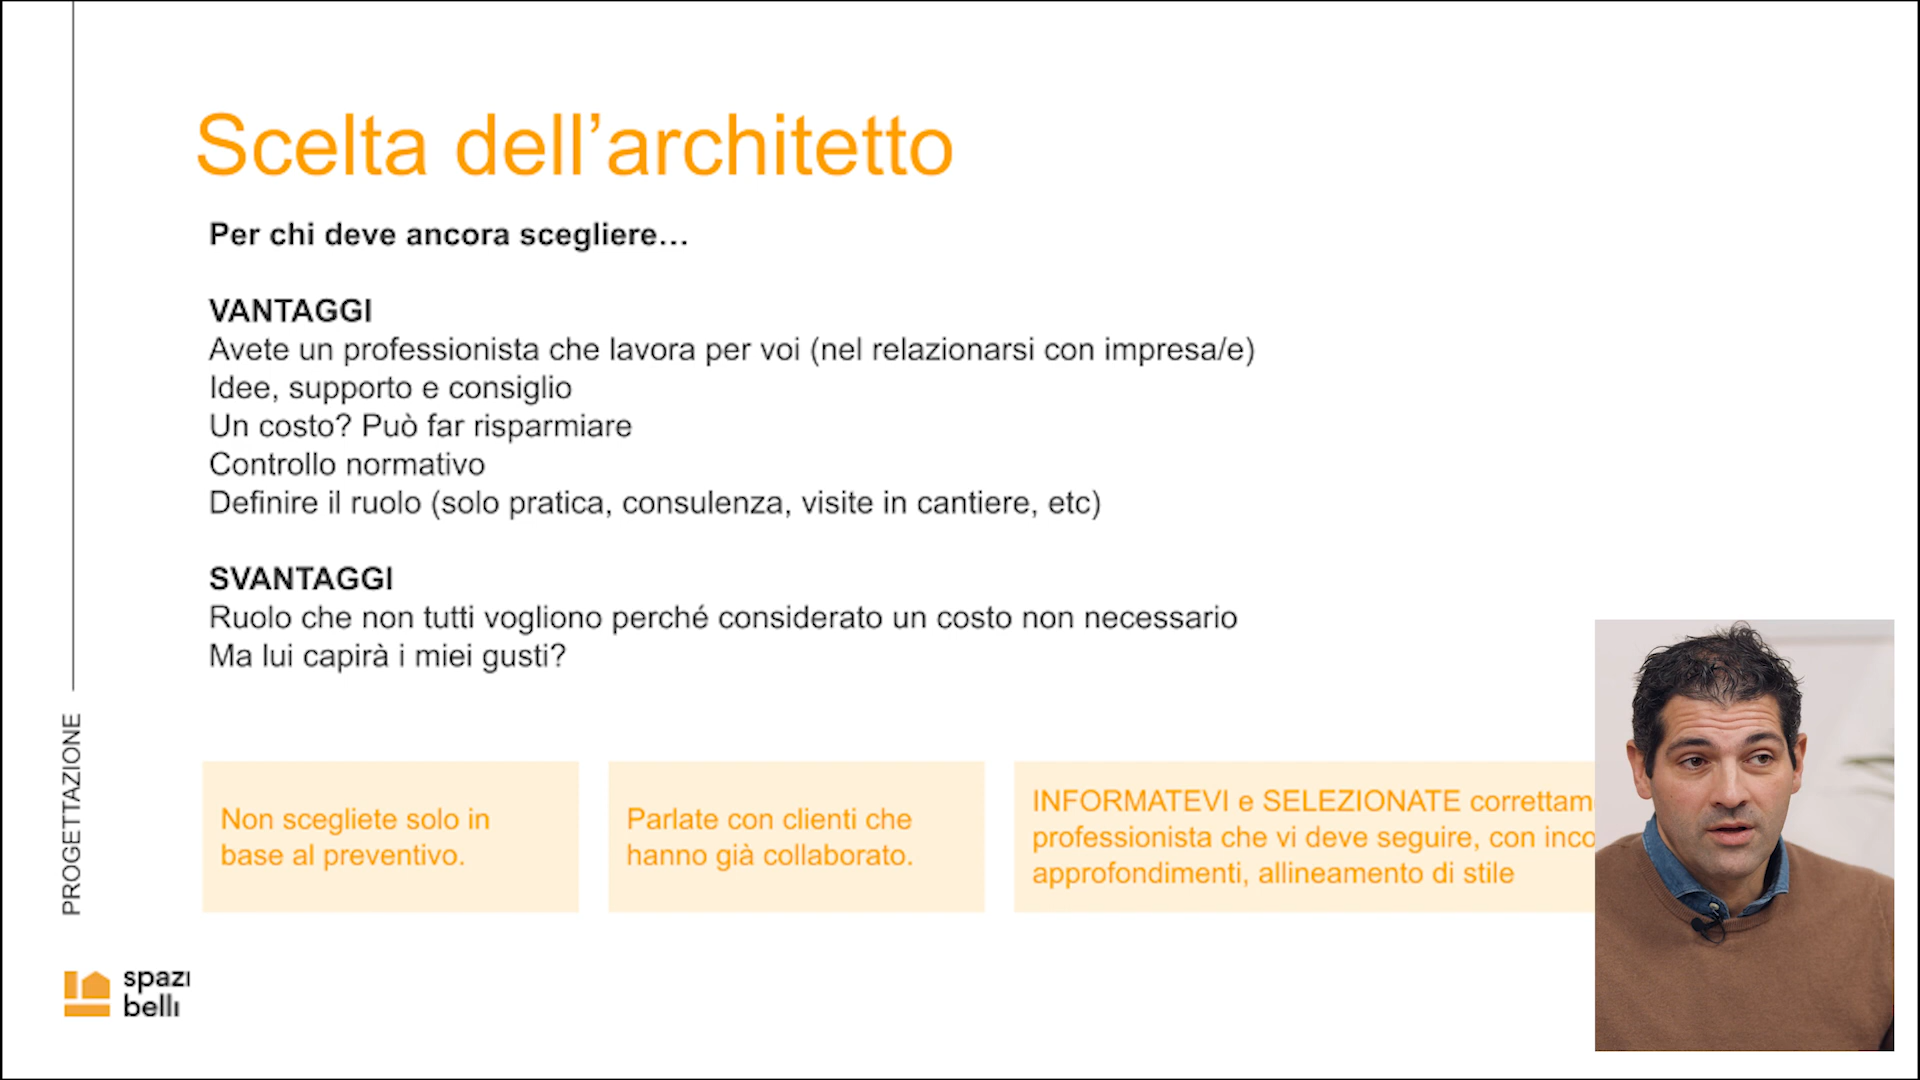 Scelta dell’architetto
Per chi deve ancora scegliere…
VANTAGGI
Avete un professionista che lavora per voi (nel relazionarsi con impresa/e)
Idee, supporto e consiglio
Un costo? Può far risparmiare
Controllo normativo
Definire il ruolo (solo pratica, consulenza, visite in cantiere, etc)
SVANTAGGI
Ruolo che non tutti vogliono perché considerato un costo non necessario
Ma lui capirà i miei gusti?
Non scegliete solo in
base al preventivo.
Parlate con clienti che
hanno già collaborato.
INFORMATEVI e SELEZIONATE
professionista che vi deve seguire, con
approfondimenti, allineamento di stile
PROGETTAZIONE
spazi
belli